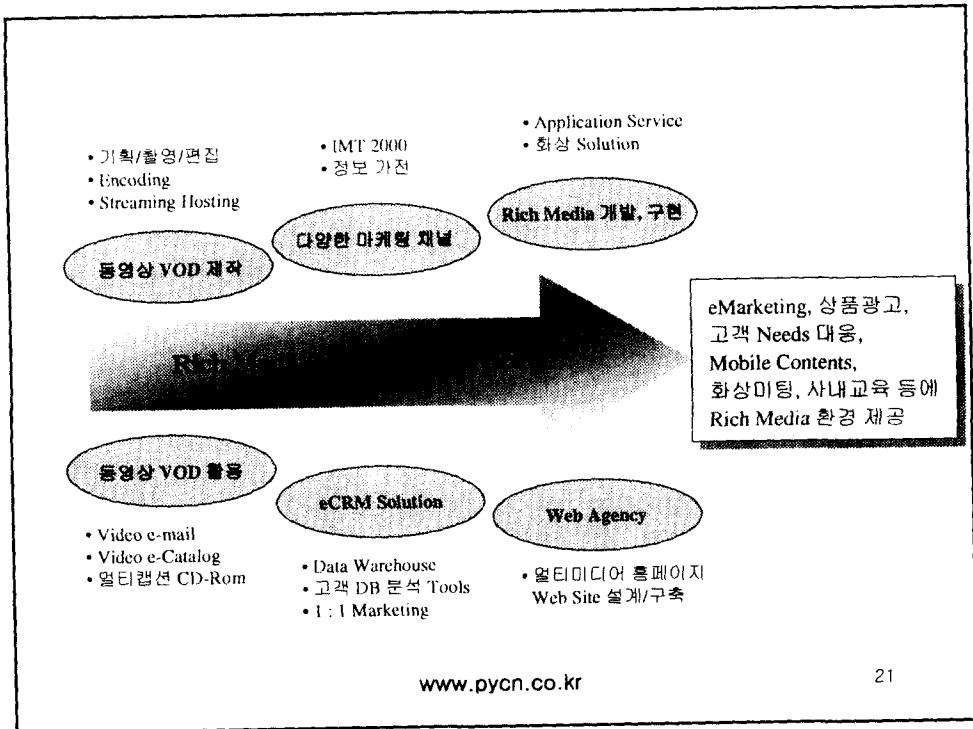 • Application Service
• 화상 Solution
• IMT 2000
• 정보 가전
• 기획/촬영/편집
• Encoding
• Streaming Hosting
Rich Media 개발, 구현
다양한 마케팅 채널
동영상 VOD 제작
Rich
eMarketing, 상품광고,
고객 Needs 대응,
Mobile Contents,
화상미팅, 사내교육 등에
Rich Media 환경 제공
동영상 VOD 활용
eCRM Solution
Web Agency
• Video e-mail
• Video e-Catalog
• 멀티캡션 CD-Rom
• Data Warehouse
• 고객 DB 분석 Tools
• 1 : 1 Marketing
• 멀티미디어 홈페이지
Web Site 설계/구축
www.pycn.co.kr
21